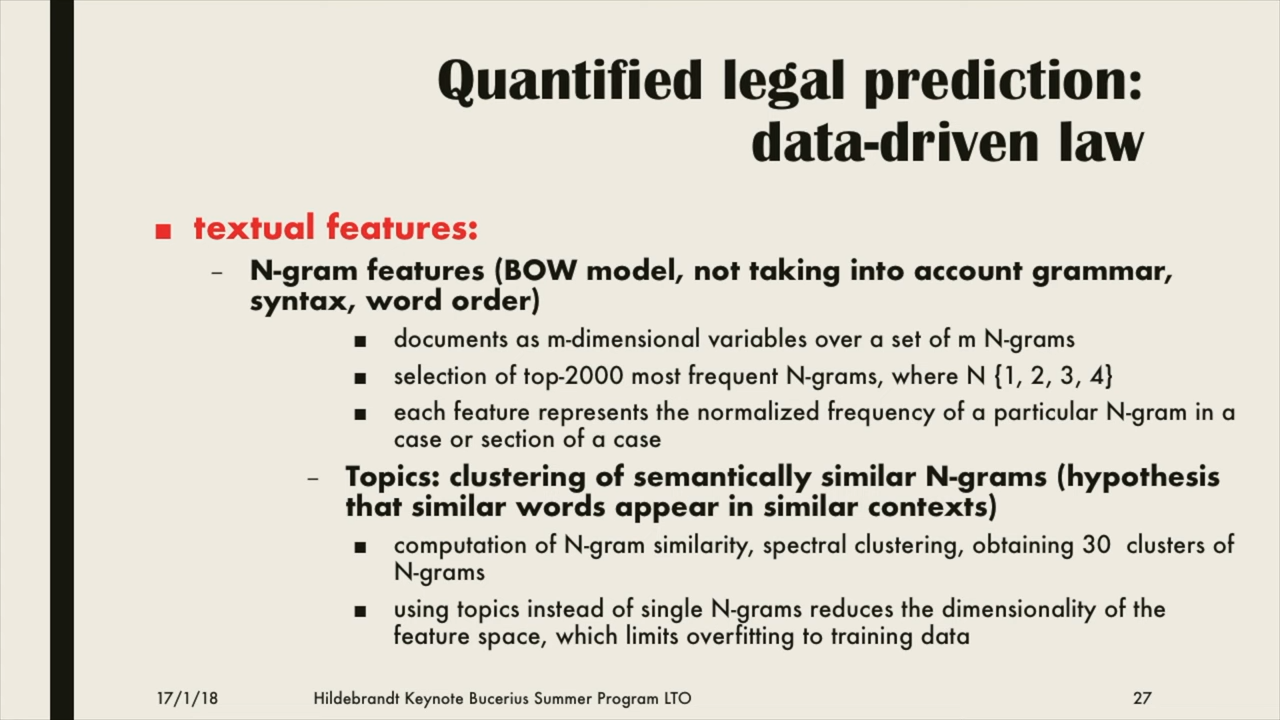 Quantified legal prediction:
data-driven law
■ textual features:
– N-gram features (BOW model, not taking into account grammar,
syntax, word order)
■ documents as m-dimensional variables over a set of m N-grams
■ selection of top-2000 most frequent N-grams, where N {1, 2, 3, 4}
■ each feature represents the normalized frequency of a particular N-gram in a
case or section of a case
– Topics: clustering of semantically similar N-grams (hypothesis
that similar words appear in similar contexts)
■ computation of N-gram similarity, spectral clustering, obtaining 30  clusters of
N-grams
■ using topics instead of single N-grams reduces the dimensionality of the
feature space, which limits overfitting to training data
17/1/18 Hildebrandt Keynote Bucerius Summer Program LTO 27